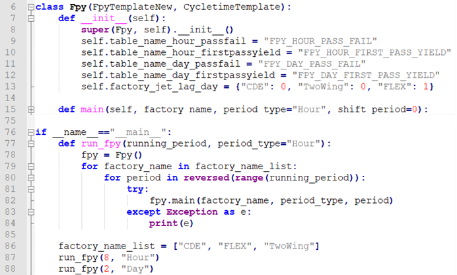 6 class Fpy(FpyTemplateNew, CycletimeTemplate):
7 def __init__(self):
8 super(Fpy, self).__init__()
9 self.table_name_hour_passfail = "FPY_HOUR_PASS_FAIL"
10 self.table_name_hour_firstpassyield = "FPY_HOUR_FIRST_PASS_YIELD"
11 self.table_name_day_passfail = "FPY_DAY_PASS_FAIL"
12 self.table_name_day_firstpassyield = "FPY_DAY_FIRST_PASS_YIELD"
13 self.factory_jet_lag_day = {"CDE": 0, "TwoWing": 0, "FLEX": 1}
14
15 def main(self, factory_name, period_type="Hour", shift_period=0):
75
76 if __name__=="__main__":
77 def run_fpy(running_period, period_type="Hour"):
78 fpy = Fpy()
79 for factory_name in factory_name_list:
80 for period in reversed(range(running_period)):
81 try:
82 fpy.main(factory_name, period_type, period)
83 except Exception as e:
84 print(e)
85
86 factory_name_list = ["CDE", "FLEX", "TwoWing"]
87 run_fpy(8, "Hour")
88 run_fpy(2, "Day")